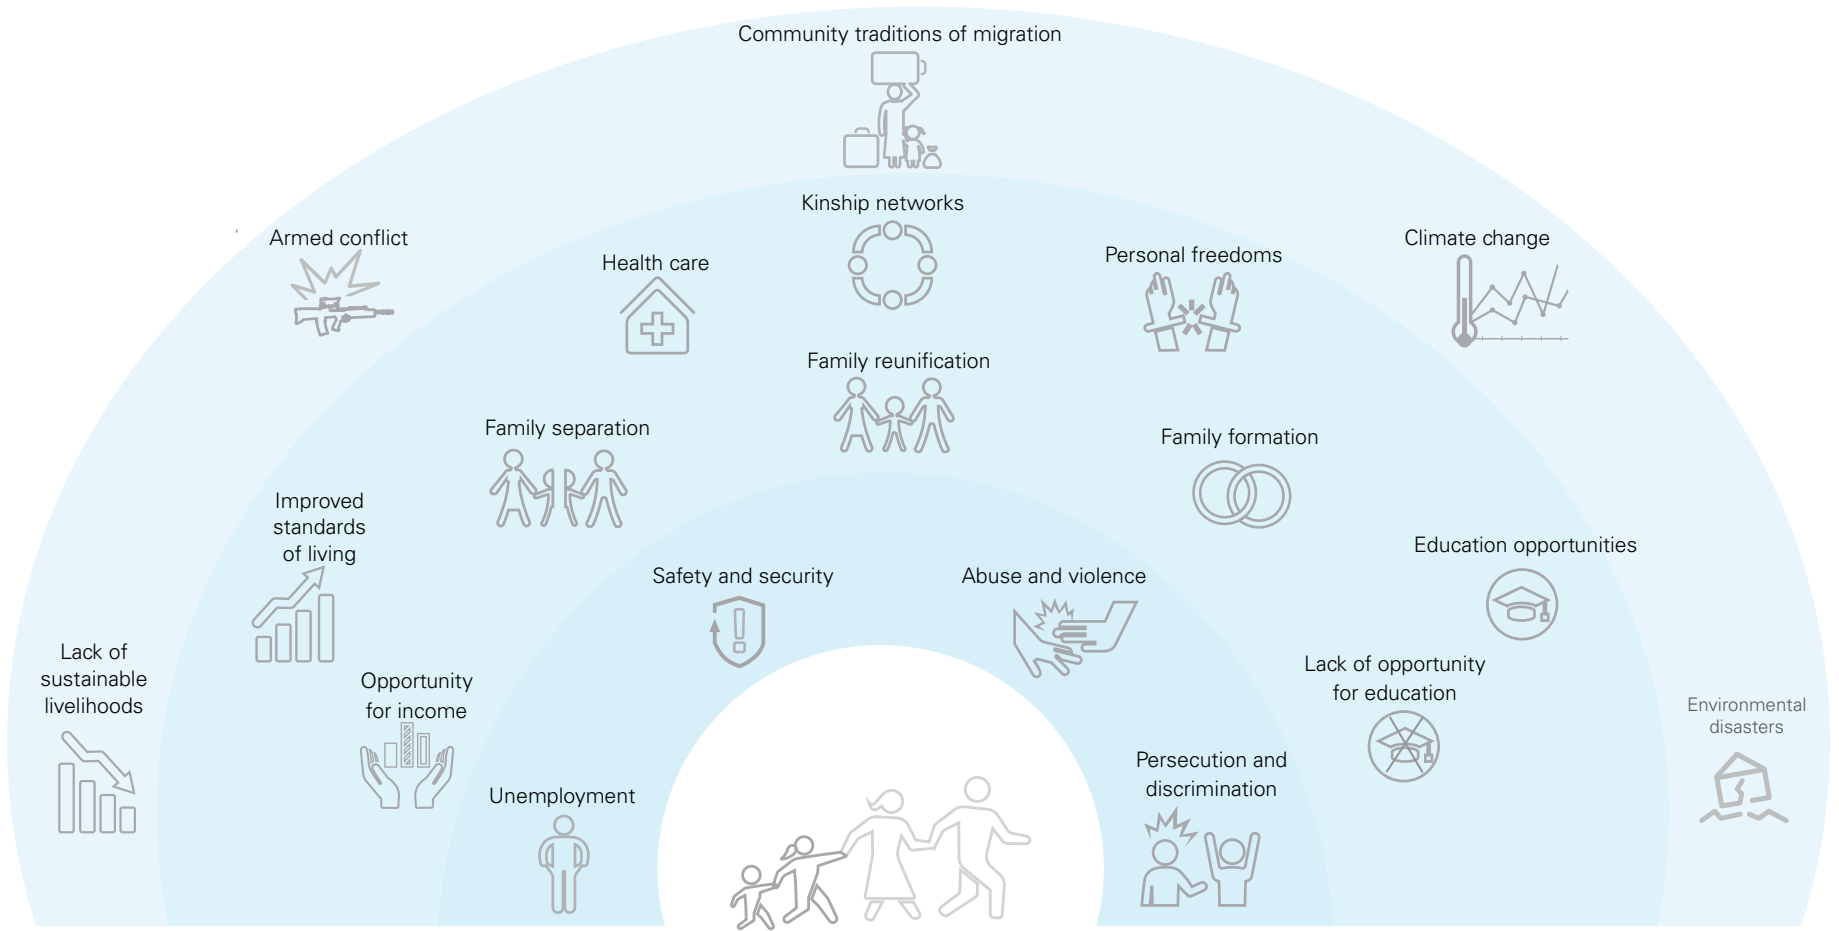 Community traditions of migration
Kinship networks
Armed conflict
Climate change
Health care
Personal freedoms
Family reunification
Family separation
Family formation
Improved
standards
of living
Education opportunities
Safety and security
Abuse and violence
Lack of
sustainable
livelihoods
Opportunity
for income
Lack of opportunity
for education
Environmental
disasters
Unemployment
Persecution and
discrimination